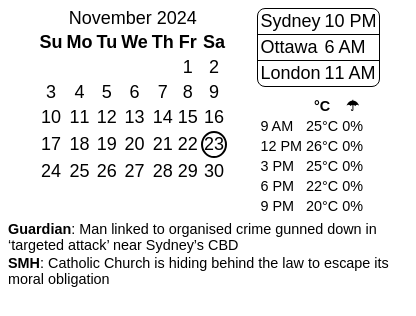 November 2024
Su Mo Tu We Th Fr Sa
1 2
3 4 5 6 7 8 9
10 11 12 13 14 15 16
17 18 19 20 21 22 23
24 25 26 27 28 29 30
Sydney 10 PM
Ottawa 6 AM
London 11 AM
°C ☂
9 AM 25°C 0%
12 PM 26°C 0%
3 PM 25°C 0%
6 PM 22°C 0%
9 PM 20°C 0%
Guardian: Man linked to organised crime gunned down in
‘targeted attack’ near Sydney’s CBD
SMH: Catholic Church is hiding behind the law to escape its
moral obligation